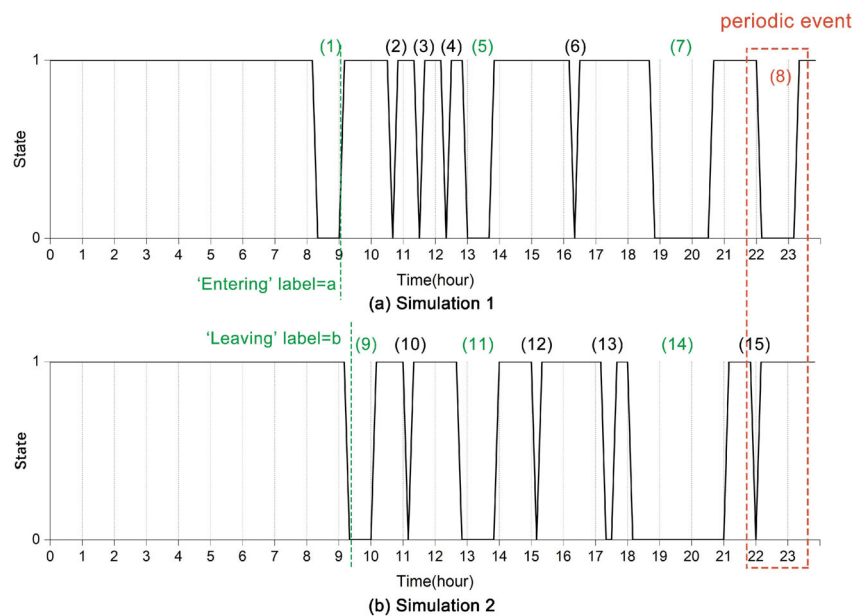 periodic event
(1) (2) (3) (4) (5) (6) (7)
(8)
1
State
0
0 1 2 3 4 5 6 7 8 9 10 11 12 13 14 15 16 17 18 19 20 21 22 23
'Entering' label=a
Time(hour)
(a) Simulation 1
'Leaving' label=b
(9) (10) (11) (12) (13) (14) (15)
1
State
0
0 1 2 3 4 5 6 7 8 9 10 11 12 13 14 15 16 17 18 19 20 21 22 23
Time(hour)
(b) Simulation 2